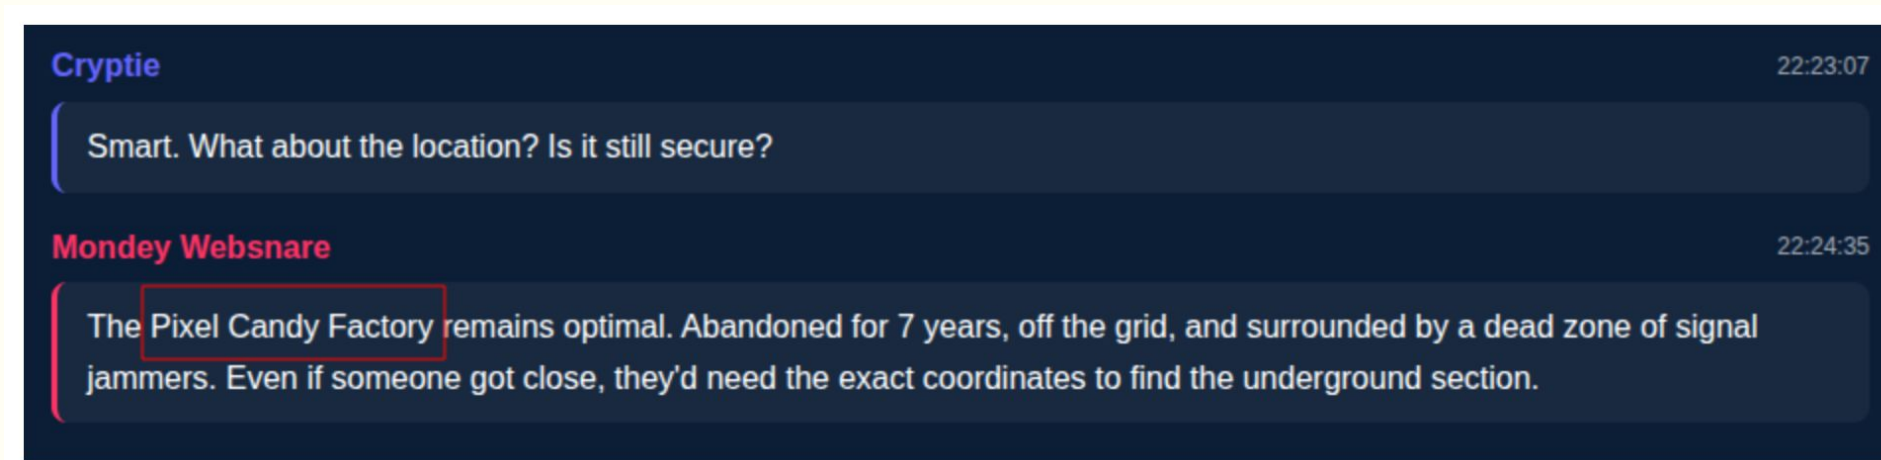 Cryptie
22:23:07
Smart. What about the location? Is it still secure?
Mondey Websnare
22:24:35
The Pixel Candy Factory remains optimal. Abandoned for 7 years, off the grid, and surrounded by a dead zone of signal
jammers. Even if someone got close, they'd need the exact coordinates to find the underground section.